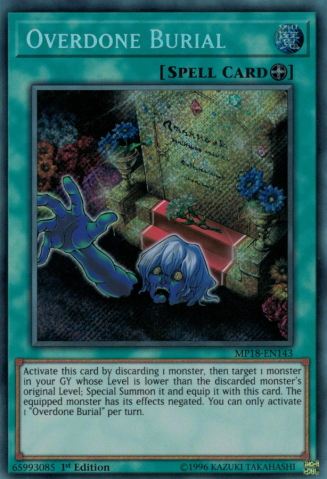 OVERDONE BURIAL
[SPELL CARD]
MP18-EN143
Activate this card by discarding 1 monster, then target 1 monster
in your GY whose Level is lower than the discarded monster's
original Level; Special Summon it and equip it with this card. The
equipped monster has its effects negated. You can only activate
1 "Overdone Burial" per turn.
65993085 1st Edition
©1996 KAZUKI TAKAHASHI